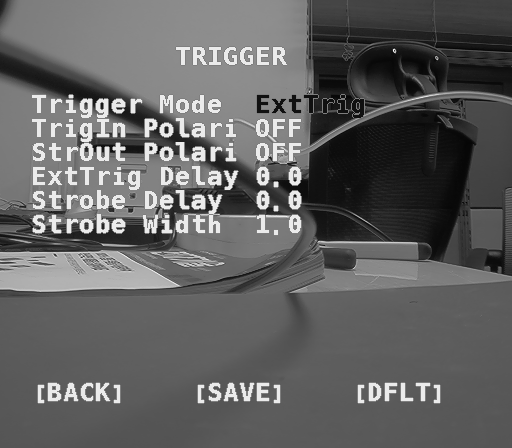 TRIGGER
Trigger Mode ExtTrig
TrigIn Polari OFF
StrOut Polari OFF
ExtTrig Delay 0.0
Strobe Delay 0.0
Strobe Width 1.0
[BACK] [SAVE] [DFLT]